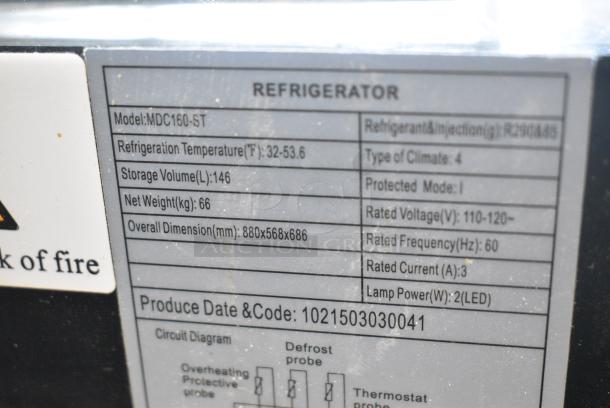 REFRIGERATOR
Model:MDC160-ST
Refrigeration Temperature(°F): 32-53.6
Storage Volume(L):146
Net Weight(kg): 66
Overall Dimension(mm): 880x568x686
Refrigerant&Injection(g): R290&65
Type of Climate: 4
Protected Mode: I
Rated Voltage(V): 110-120~
Rated Frequency(Hz): 60
Rated Current (A):3
Lamp Power(W): 2(LED)
Produce Date &Code: 1021503030041
Circuit Diagram
Defrost
probe
Overheating
Protective
probe
Thermostat
probe
k of fire
AUCTION GROUP